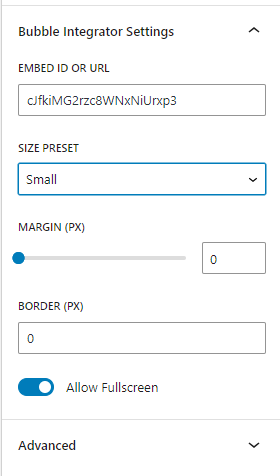 Bubble Integrator Settings
EMBED ID OR URL
cJfkiMG2rzc8WNxNiUrxp3
SIZE PRESET
Small
MARGIN (PX)
0
BORDER (PX)
0
Allow Fullscreen
Advanced